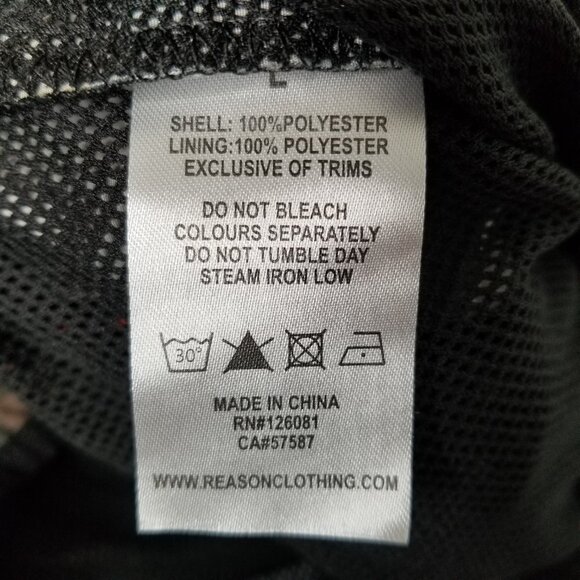 L
SHELL: 100%POLYESTER
LINING:100% POLYESTER
EXCLUSIVE OF TRIMS
DO NOT BLEACH
COLOURS SEPARATELY
DO NOT TUMBLE DAY
STEAM IRON LOW
30°
MADE IN CHINA
RN#126081
CA#57587
WWW.REASONCLOTHING.COM